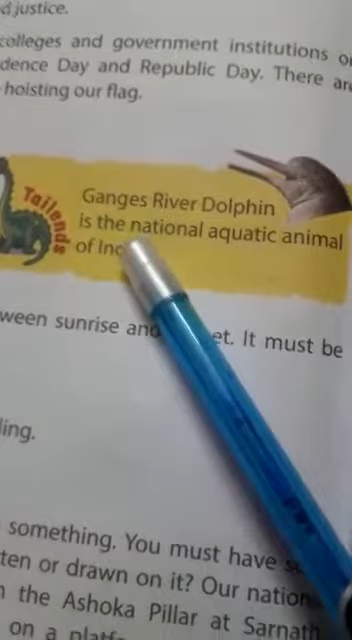 d justice.
colleges and government institutions o
dence Day and Republic Day. There are
hoisting our flag.
Tailends
Ganges River Dolphin
is the national aquatic animal
of Ind
ween sunrise and et. It must be
ling.
something. You must have
ten or drawn on it? Our nation
the Ashoka Pillar at Sarnath
on a platf